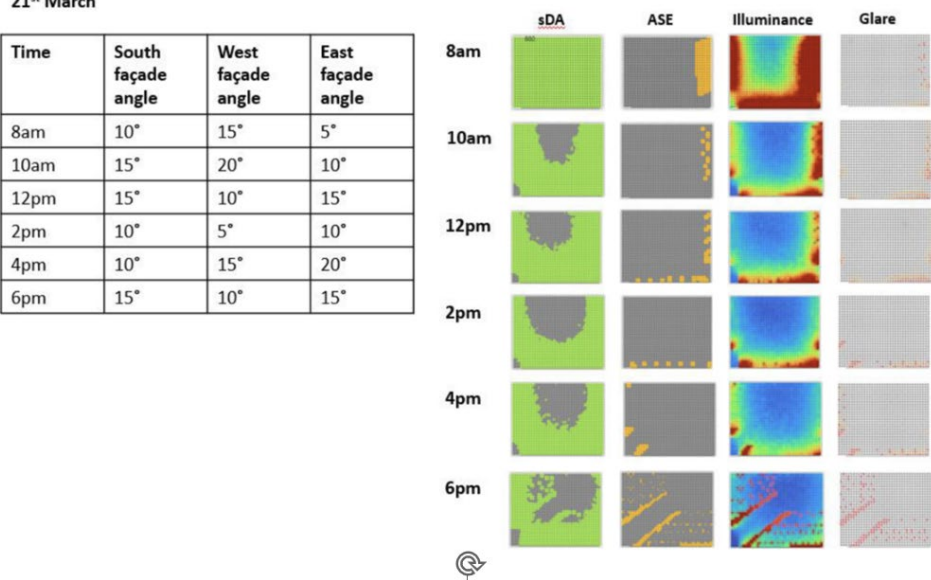 21st March
Time South façade angle West façade angle East façade angle
8am 10° 15° 5°
10am 15° 20° 10°
12pm 15° 10° 15°
2pm 10° 5° 10°
4pm 10° 15° 20°
6pm 15° 10° 15°
sDA ASE Illuminance Glare
8am
10am
12pm
2pm
4pm
6pm